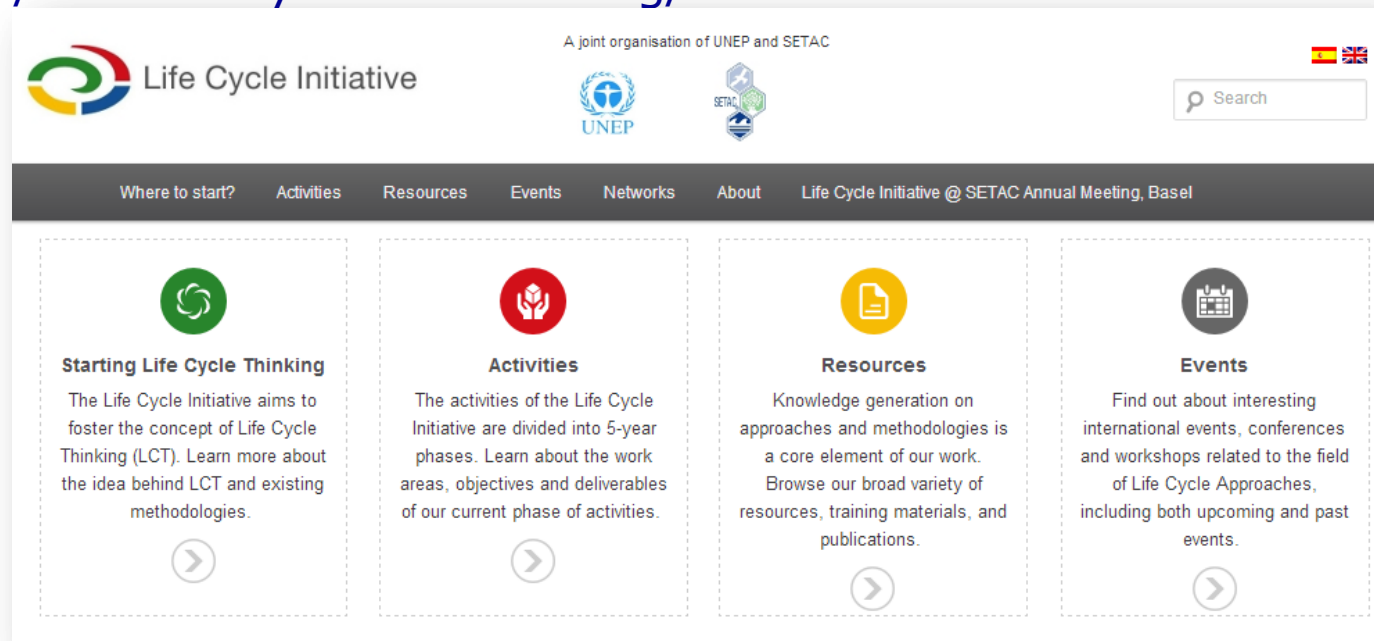 A joint organisation of UNEP and SETAC
Life Cycle Initiative
UNEP
SETAC
Search
Where to start? Activities Resources Events Networks About Life Cycle Initiative @ SETAC Annual Meeting, Basel
Starting Life Cycle Thinking
The Life Cycle Initiative aims to
foster the concept of Life Cycle
Thinking (LCT). Learn more about
the idea behind LCT and existing
methodologies.
Activities
The activities of the Life Cycle
Initiative are divided into 5-year
phases. Learn about the work
areas, objectives and deliverables
of our current phase of activities.
Resources
Knowledge generation on
approaches and methodologies is
a core element of our work.
Browse our broad variety of
resources, training materials, and
publications.
Events
Find out about interesting
international events, conferences
and workshops related to the field
of Life Cycle Approaches,
including both upcoming and past
events.